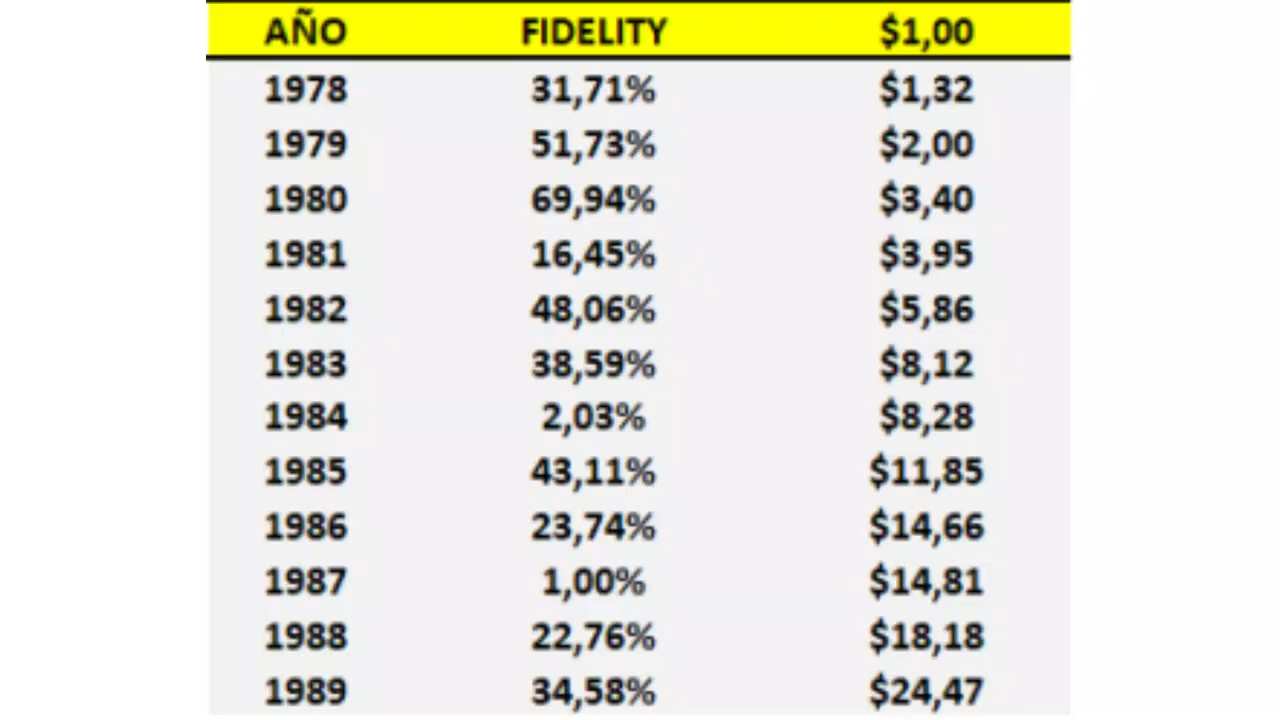 AÑO FIDELITY $1,00
1978 31,71% $1,32
1979 51,73% $2,00
1980 69,94% $3,40
1981 16,45% $3,95
1982 48,06% $5,86
1983 38,59% $8,12
1984 2,03% $8,28
1985 43,11% $11,85
1986 23,74% $14,66
1987 1,00% $14,81
1988 22,76% $18,18
1989 34,58% $24,47